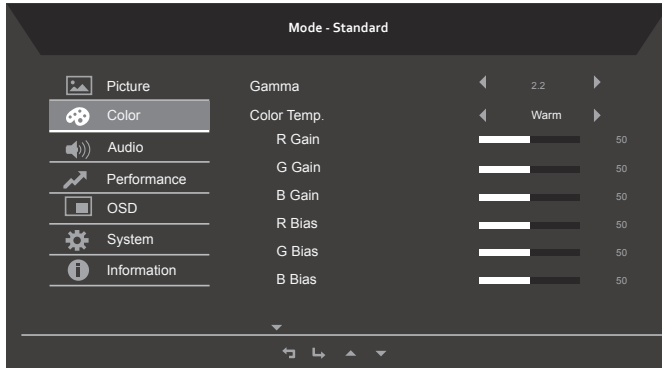 Mode - Standard
Picture
Color
Audio
Performance
OSD
System
Information
Gamma 2.2
Color Temp. Warm
R Gain 50
G Gain 50
B Gain 50
R Bias 50
G Bias 50
B Bias 50